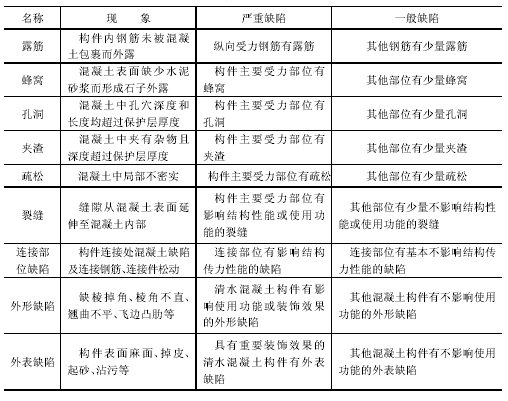 名称 现 象 严重缺陷 一般缺陷
露筋 构件内钢筋未被混凝土包裹而外露 纵向受力钢筋有露筋 其他钢筋有少量露筋
蜂窝 混凝土表面缺少水泥砂浆而形成石子外露 构件主要受力部位有蜂窝 其他部位有少量蜂窝
孔洞 混凝土中孔穴深度和长度均超过保护层厚度 构件主要受力部位有孔洞 其他部位有少量孔洞
夹渣 混凝土中夹有杂物且深度超过保护层厚度 构件主要受力部位有夹渣 其他部位有少量夹渣
疏松 混凝土中局部不密实 构件主要受力部位有疏松 其他部位有少量疏松
裂缝 缝隙从混凝土表面延伸至混凝土内部 构件主要受力部位有影响结构性能或使用功能的裂缝 其他部位有少量不影响结构性能或使用功能的裂缝
连接部位缺陷 构件连接处混凝土缺陷及连接钢筋、连接件松动 连接部位有影响结构传力性能的缺陷 连接部位有基本不影响结构传力性能的缺陷
外形缺陷 缺棱掉角、棱角不直、翘曲不平、飞边凸肋等 清水混凝土构件有影响使用功能或装饰效果的外形缺陷 其他混凝土构件有不影响使用功能的外形缺陷
外表缺陷 构件表面麻面、掉皮、起砂、沾污等 具有重要装饰效果的清水混凝土构件有外表缺陷 其他混凝土构件有不影响使用功能的外表缺陷